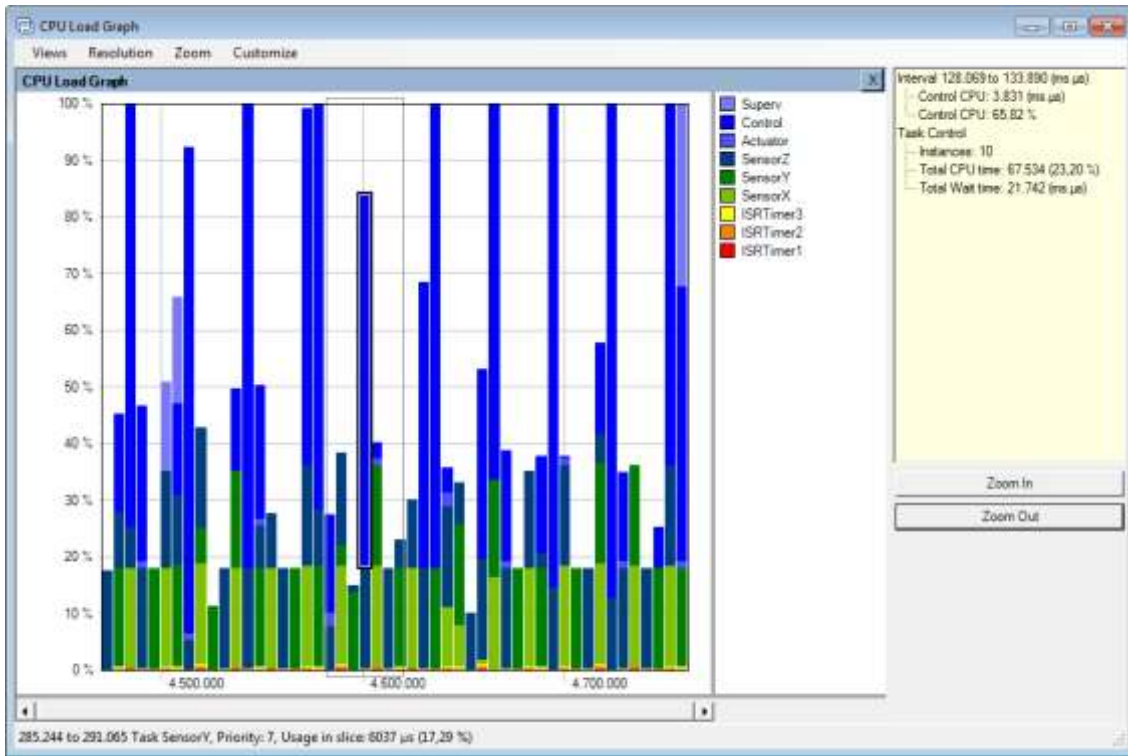 CPU Load Graph
Views Resolution Zoom Customize
CPU Load Graph X
100 %
90 %
80 %
70 %
60 %
50 %
40 %
30 %
20 %
10 %
0 %
4.500.000 4.600.000 4.700.000
Superv
Control
Actuator
SensorZ
SensorY
SensorX
ISRTimer3
ISRTimer2
ISRTimer1
Interval 128.069 to 133.890 (ms.µs)
Control CPU: 3.831 (ms.µs)
Control CPU: 65.82 %
Task Control
Instances: 10
Total CPU time: 67.534 (23,20 %)
Total Wait time: 21.742 (ms.µs)
Zoom In
Zoom Out
285.244 to 291.065 Task SensorY, Priority: 7, Usage in slice: 6037 µs (17,29 %)